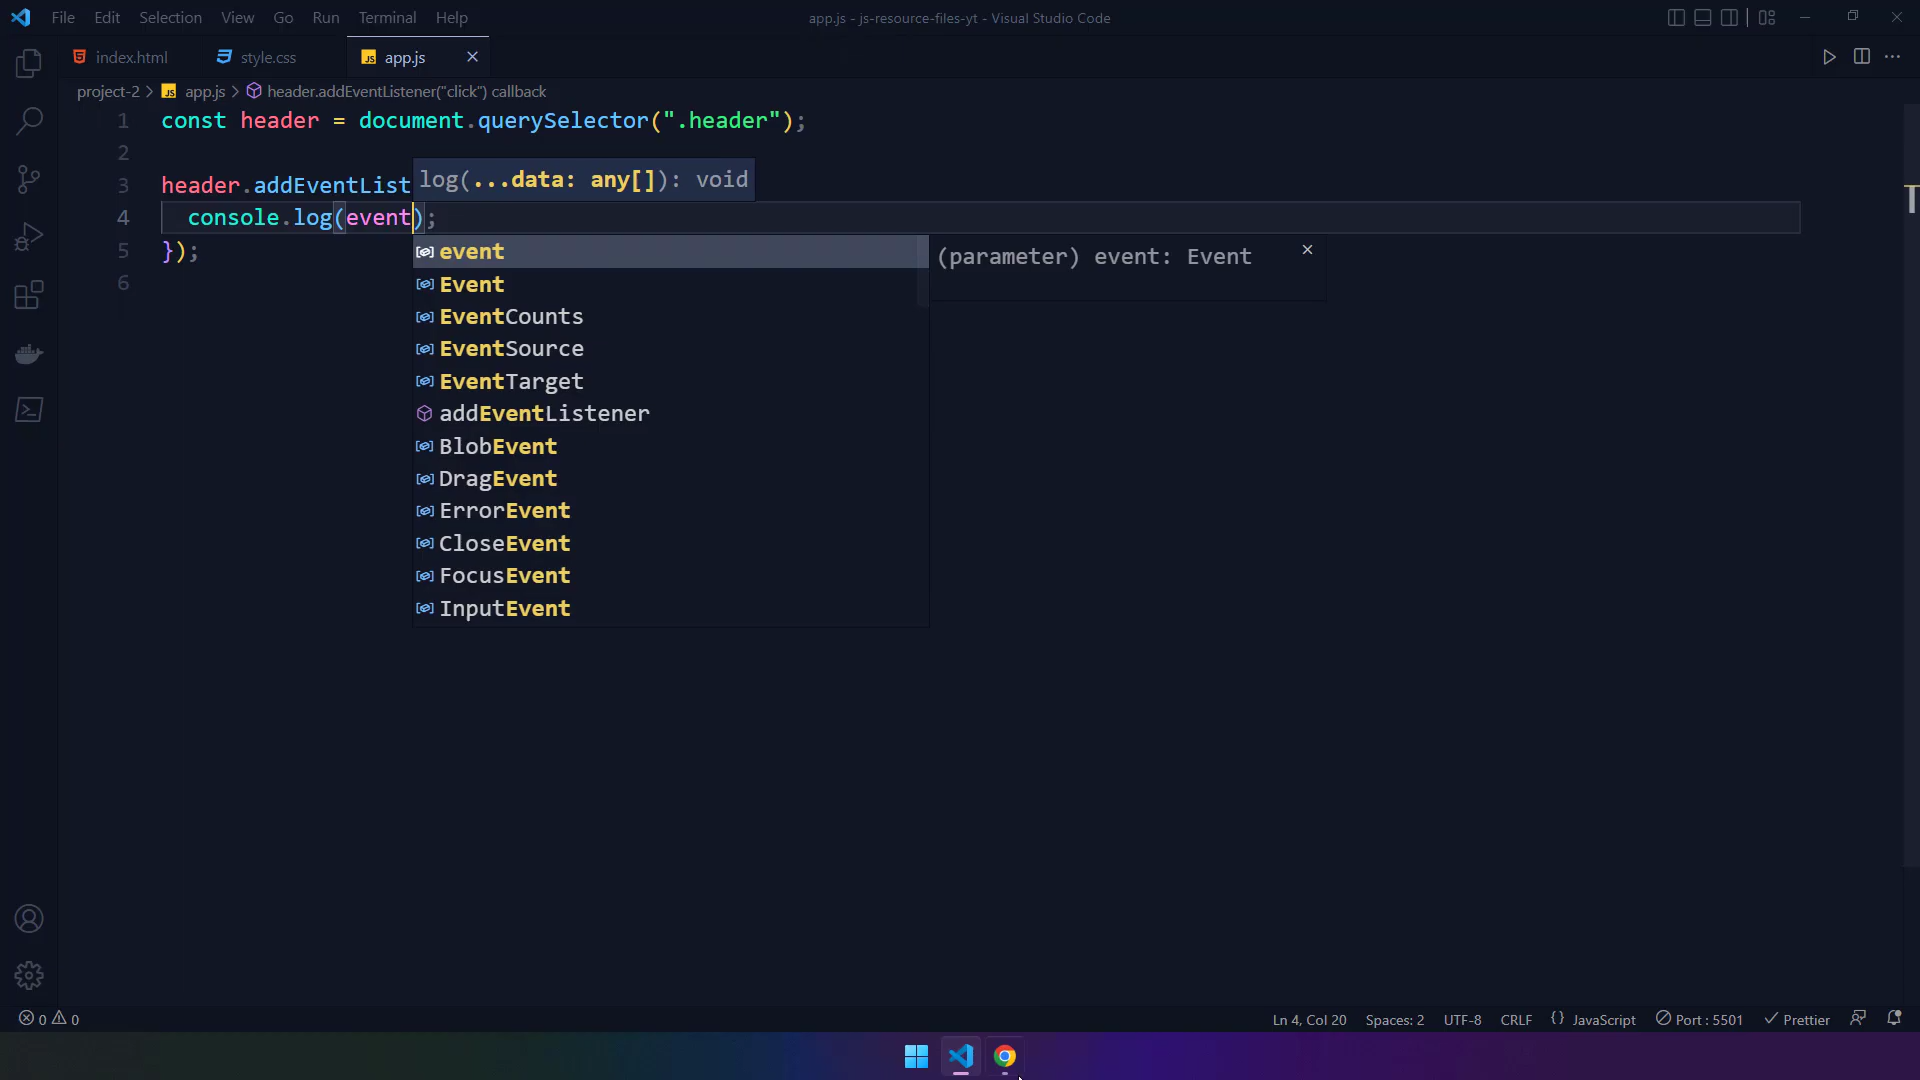 File Edit Selection View Go Run Terminal Help
app.js - js-resource-files-yt - Visual Studio Code
index.html
style.css
JS app.js
project-2 > JS app.js > header.addEventListener("click") callback
1 const header = document.querySelector(".header");
2
log(...data: any[]): void
3 header.addEventList
4 console.log(event);
5 });
6
event
(parameter) event: Event
Event
EventCounts
EventSource
EventTarget
addEventListener
BlobEvent
DragEvent
ErrorEvent
CloseEvent
FocusEvent
InputEvent
0 0
Ln 4, Col 20 Spaces: 2 UTF-8 CRLF {} JavaScript Port : 5501 Prettier